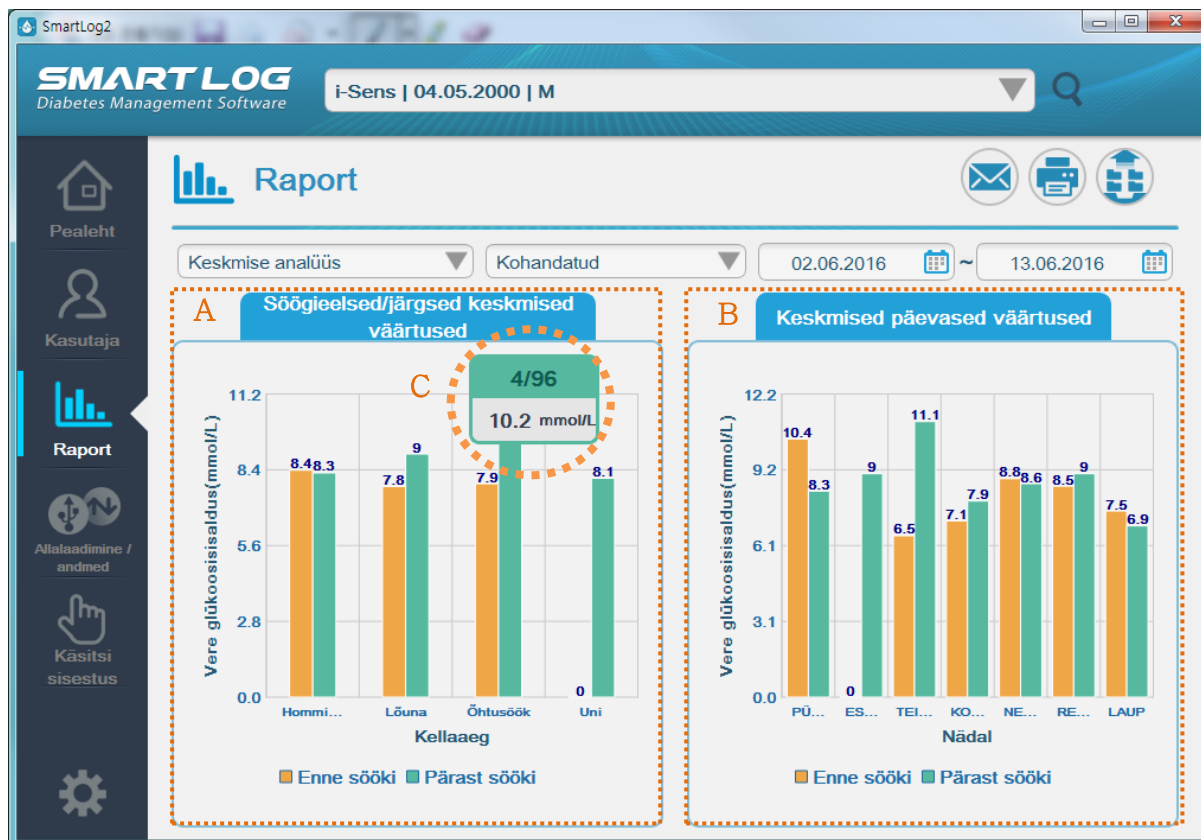 SmartLog2
SMART LOG
Diabetes Management Software
i-Sens | 04.05.2000 | M
Pealeht
Kasutaja
Raport
Allalaadimine /
andmed
Käsitsi
sisestus
Raport
Keskmise analüüs
Kohandatud
02.06.2016 ~ 13.06.2016
A
Söögieelsed/järgsed keskmised
väärtused
C
4/96
10.2 mmol/L
Vere glükoosisisaldus(mmol/L)
11.2
8.4
5.6
2.8
0.0
8.4 8.3
7.8 9
7.9
0 8.1
Hommi... Lõuna Õhtusöök Uni
Kellaaeg
Enne sööki Pärast sööki
B
Keskmised päevased väärtused
Vere glükoosisisaldus(mmol/L)
12.2
9.2
6.1
3.1
0.0
10.4 8.3
0 9
6.5 11.1
7.1 7.9
8.8 8.6
8.5 9
7.5 6.9
PÜ... ES... TEI... KO... NE... RE... LAUP
Nädal
Enne sööki Pärast sööki